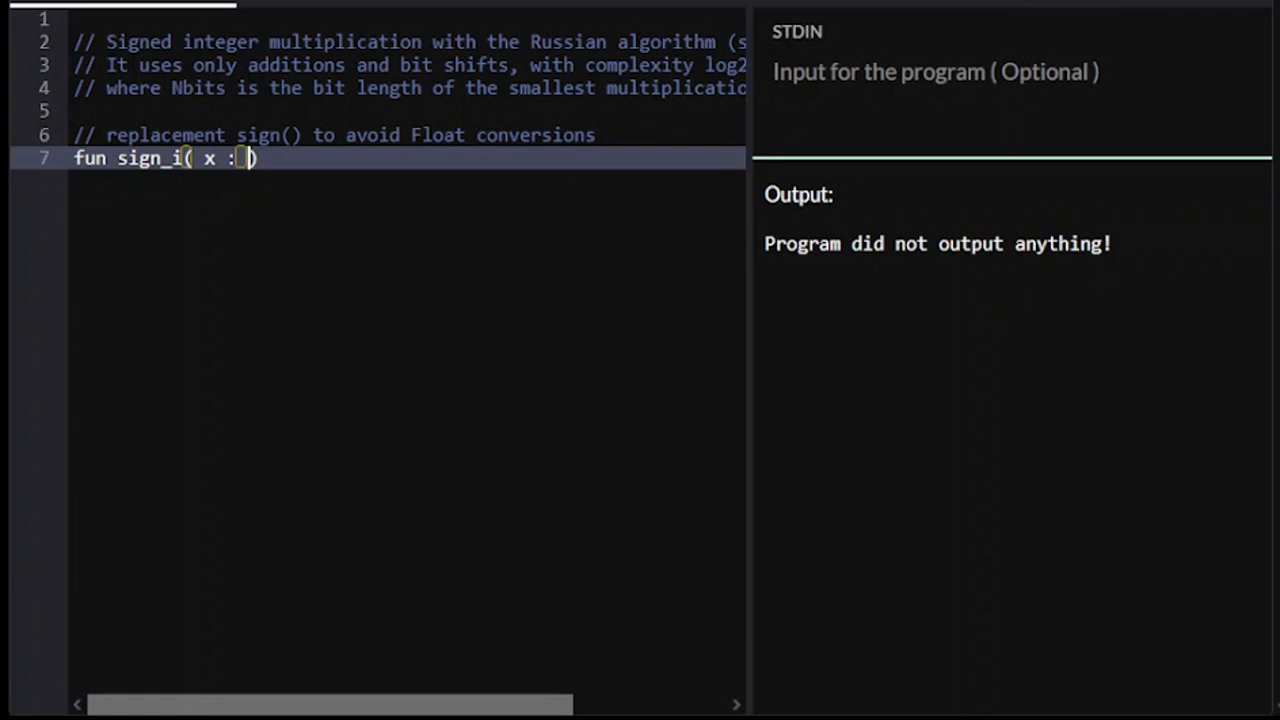 1
2 // Signed integer multiplication with the Russian algorithm (s
3 // It uses only additions and bit shifts, with complexity log2
4 // where Nbits is the bit length of the smallest multiplicatio
5
6 // replacement sign() to avoid Float conversions
7 fun sign_i( x : )
STDIN
Input for the program ( Optional )
Output:
Program did not output anything!